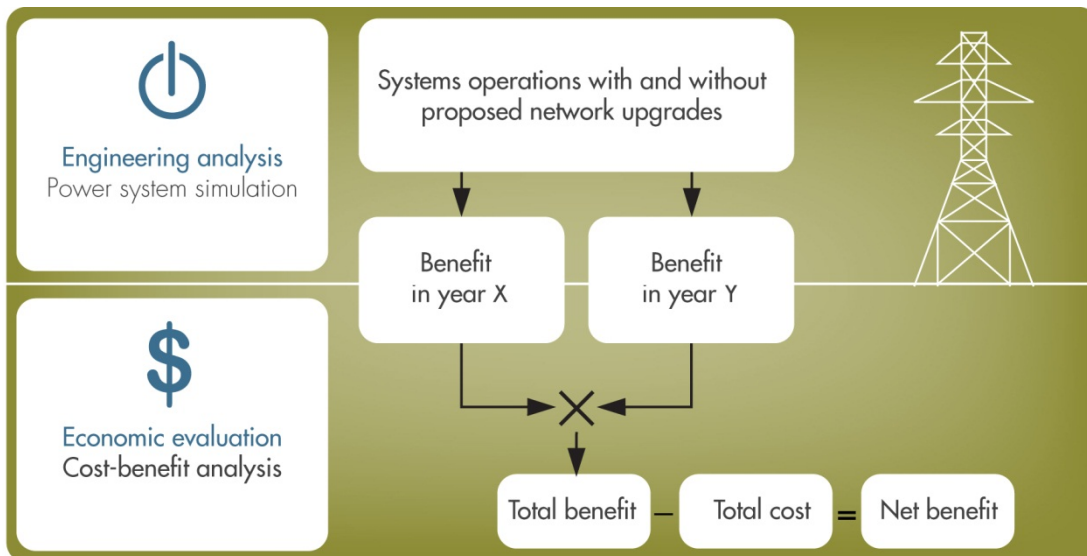 Engineering analysis
Power system simulation
Systems operations with and without
proposed network upgrades
Benefit
in year X
Benefit
in year Y
$
Economic evaluation
Cost-benefit analysis
Total benefit – Total cost = Net benefit